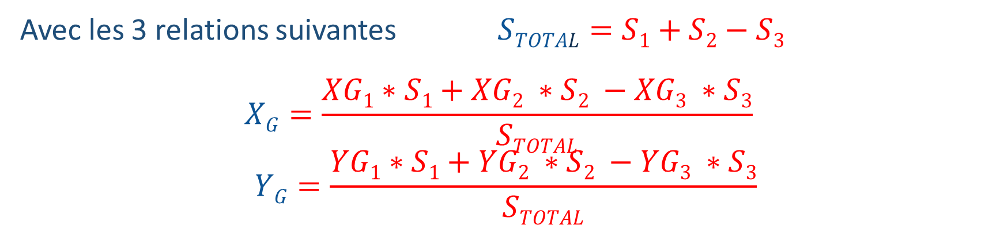 Avec les 3 relations suivantes S_TOTAL = S_1 + S_2 − S_3
X_G = (XG_1 * S_1 + XG_2 * S_2 − XG_3 * S_3) / S_TOTAL
Y_G = (YG_1 * S_1 + YG_2 * S_2 − YG_3 * S_3) / S_TOTAL